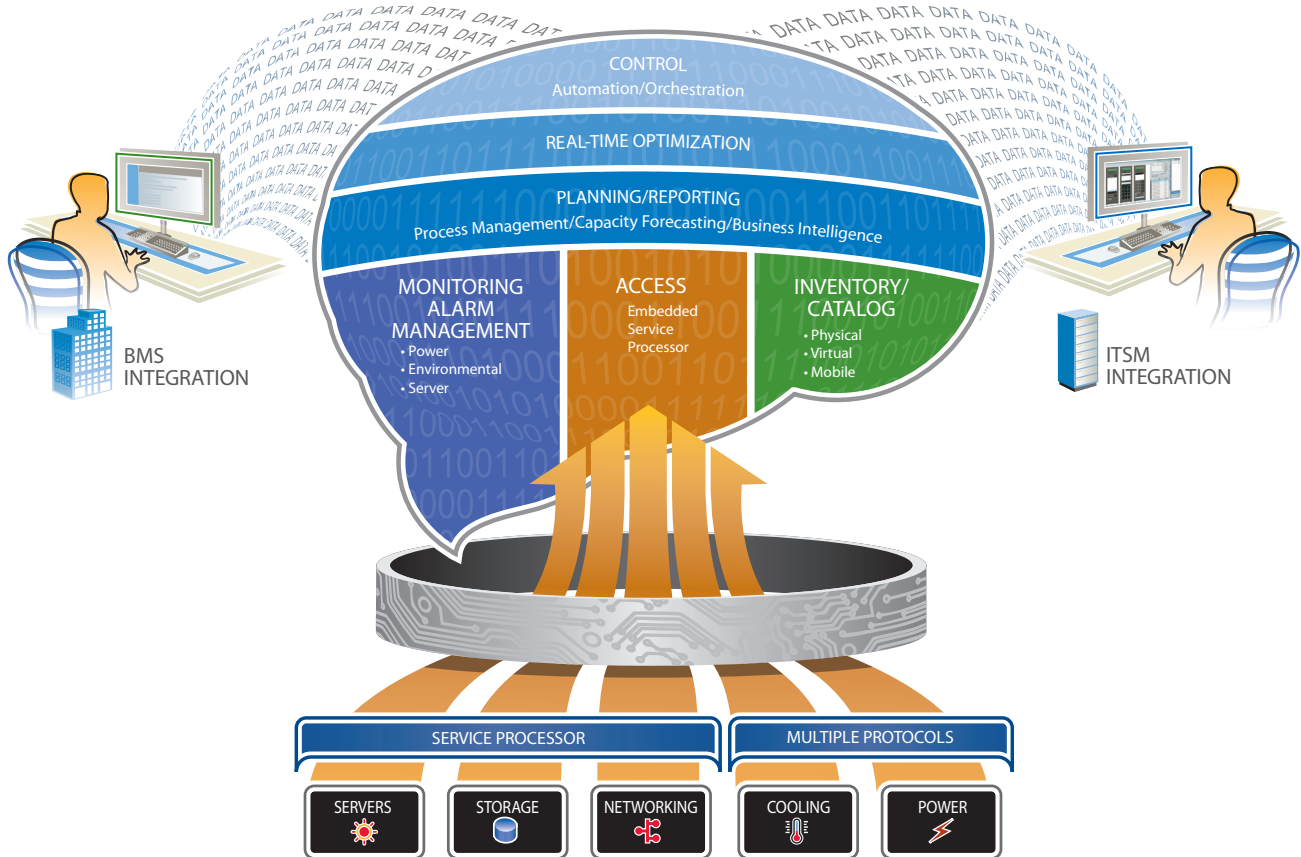 CONTROL
Automation/Orchestration
REAL-TIME OPTIMIZATION
PLANNING/REPORTING
Process Management/Capacity Forecasting/Business Intelligence
MONITORING
ALARM
MANAGEMENT
• Power
• Environmental
• Server
ACCESS
Embedded
Service
Processor
INVENTORY/
CATALOG
• Physical
• Virtual
• Mobile
BMS
INTEGRATION
ITSM
INTEGRATION
SERVICE PROCESSOR
MULTIPLE PROTOCOLS
SERVERS
STORAGE
NETWORKING
COOLING
POWER